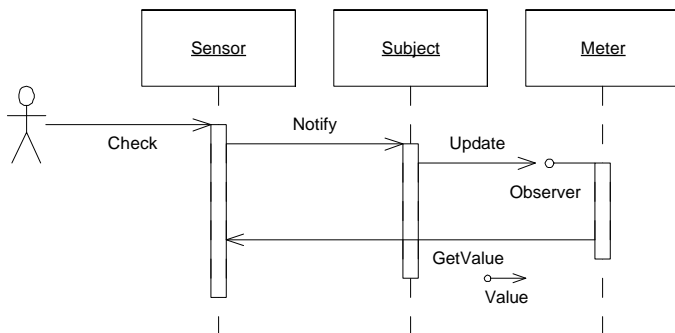 Sensor
Subject
Meter
Check
Notify
Update
Observer
GetValue
Value